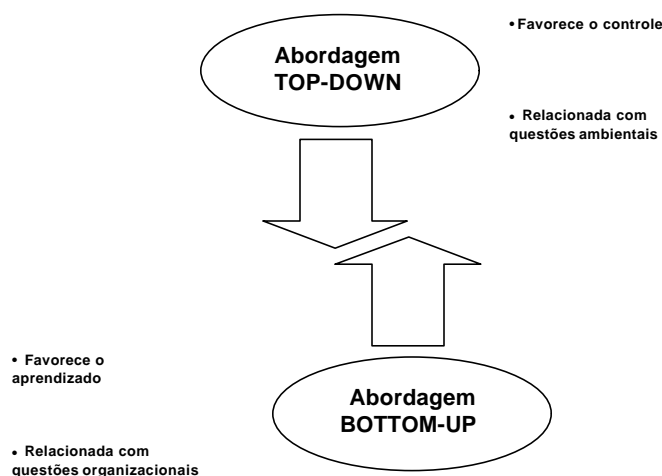 • Favorece o controle
Abordagem
TOP-DOWN
• Relacionada com
questões ambientais
• Favorece o
aprendizado
Abordagem
BOTTOM-UP
• Relacionada com
questões organizacionais